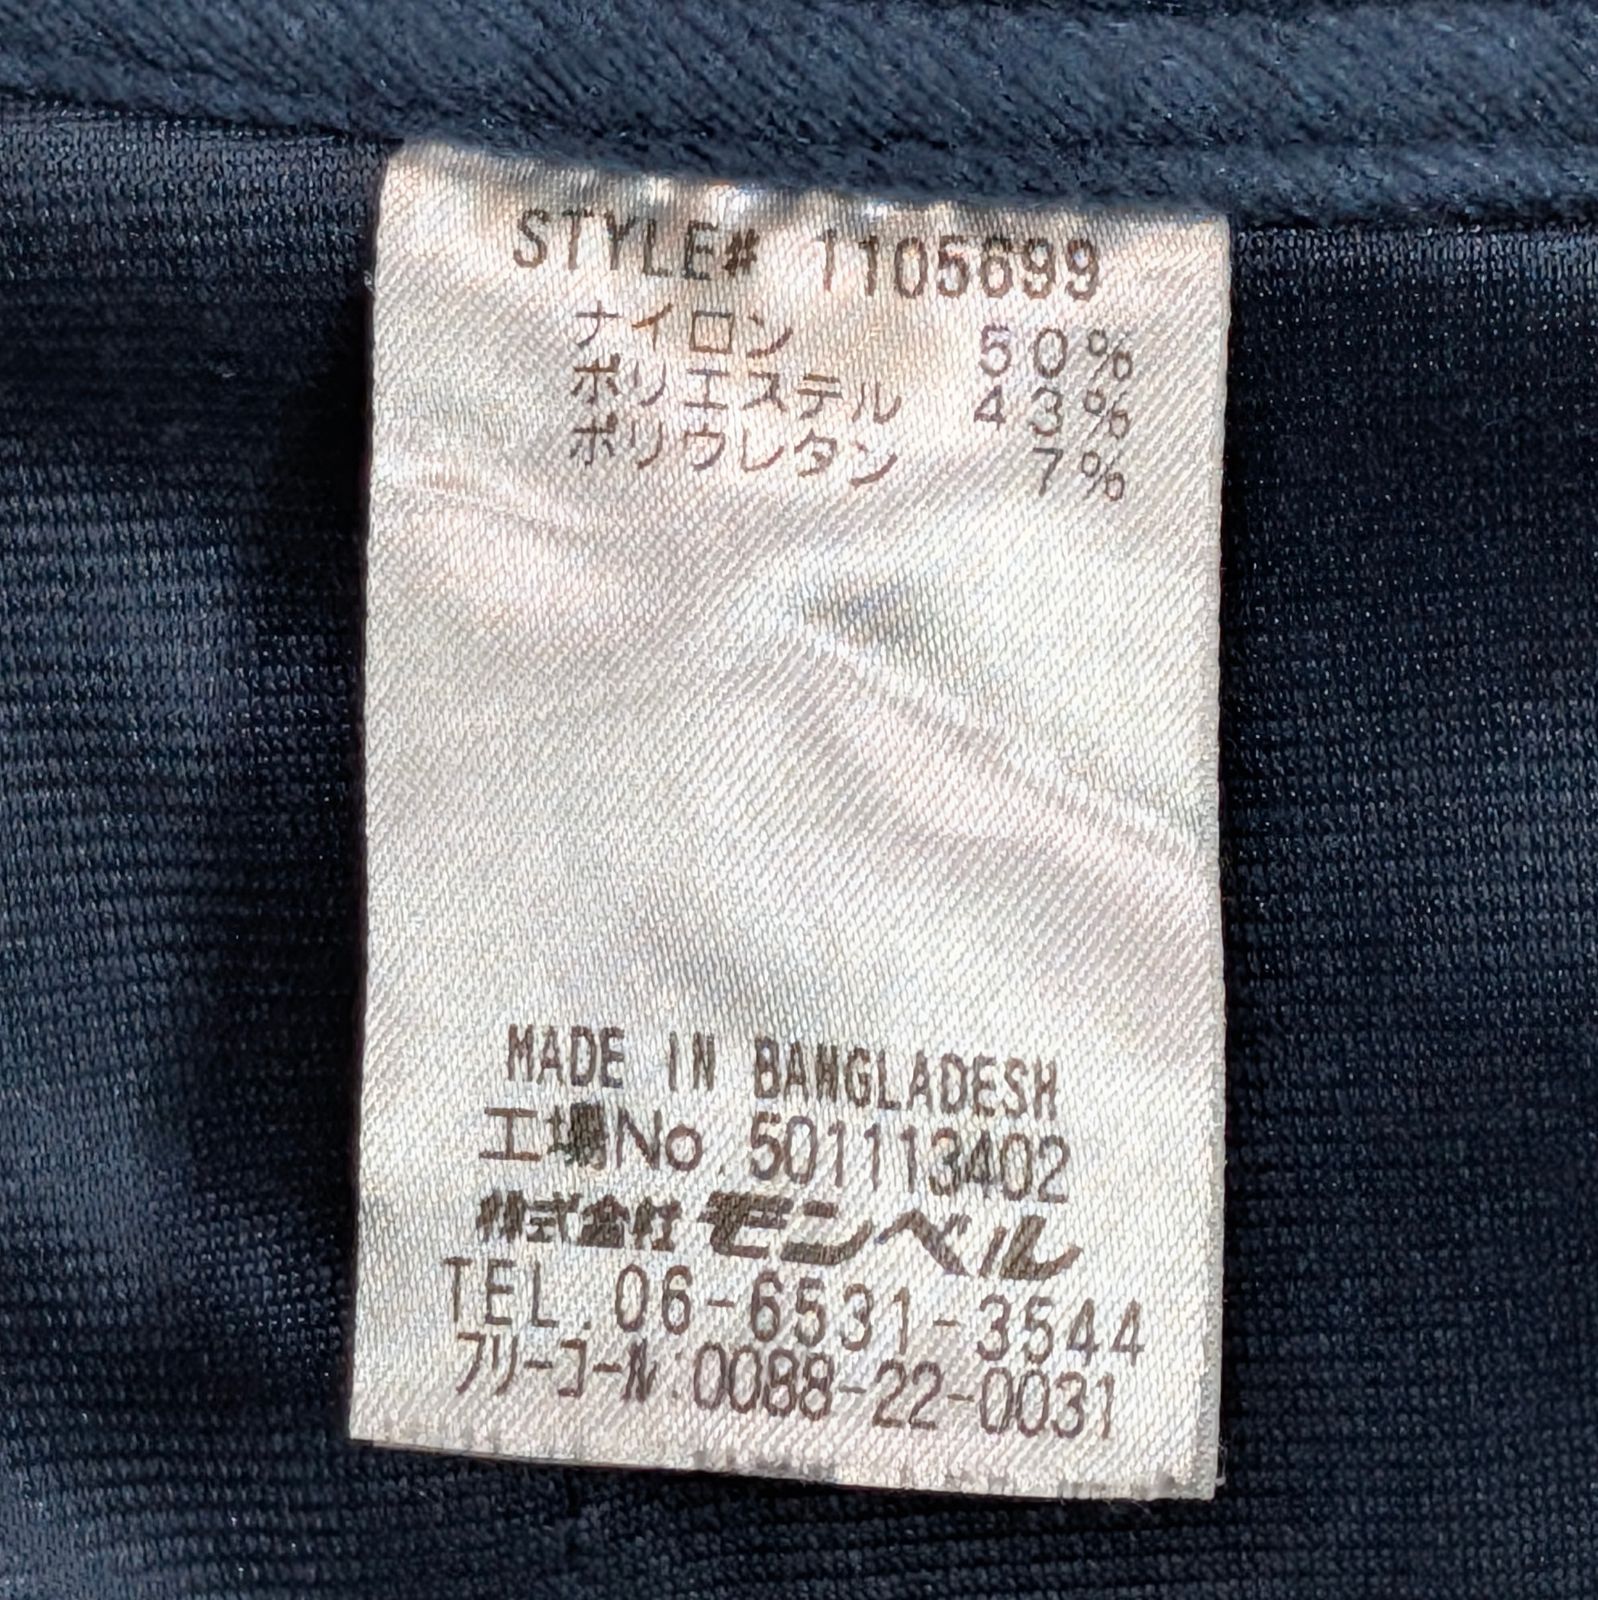 STYLE# 1105699
ナイロン 50%
ポリエステル 43%
ポリウレタン 7%
MADE IN BANGLADESH
工場No. 501113402
株式会社 モンベル
TEL. 06-6531-3544
フリーコール:0088-22-0031